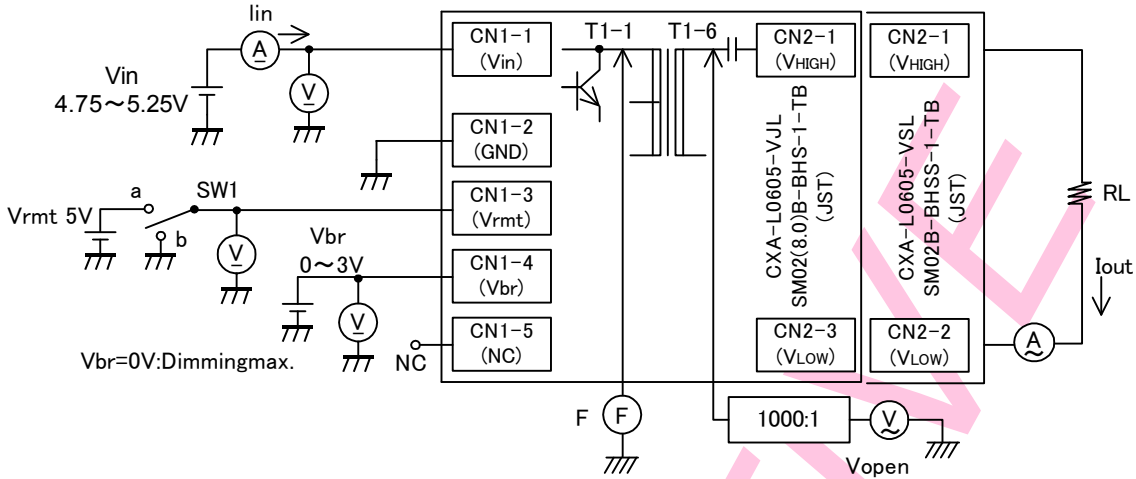 Iin
A
Vin
4.75~5.25V
V
CN1-1
(Vin)
T1-1
T1-6
CN2-1
(VHIGH)
CN2-1
(VHIGH)
CN1-2
(GND)
a
SW1
Vrmt 5V
b
V
CN1-3
(Vrmt)
Vbr
0~3V
V
CN1-4
(Vbr)
CN1-5
(NC)
NC
Vbr=0V:Dimmingmax.
CXA-L0605-VJL
SM02(8.0)B-BHS-1-TB
(JST)
CXA-L0605-VSL
SM02B-BHSS-1-TB
(JST)
RL
Iout
CN2-3
(VLOW)
CN2-2
(VLOW)
A
F
F
1000:1
V
Vopen